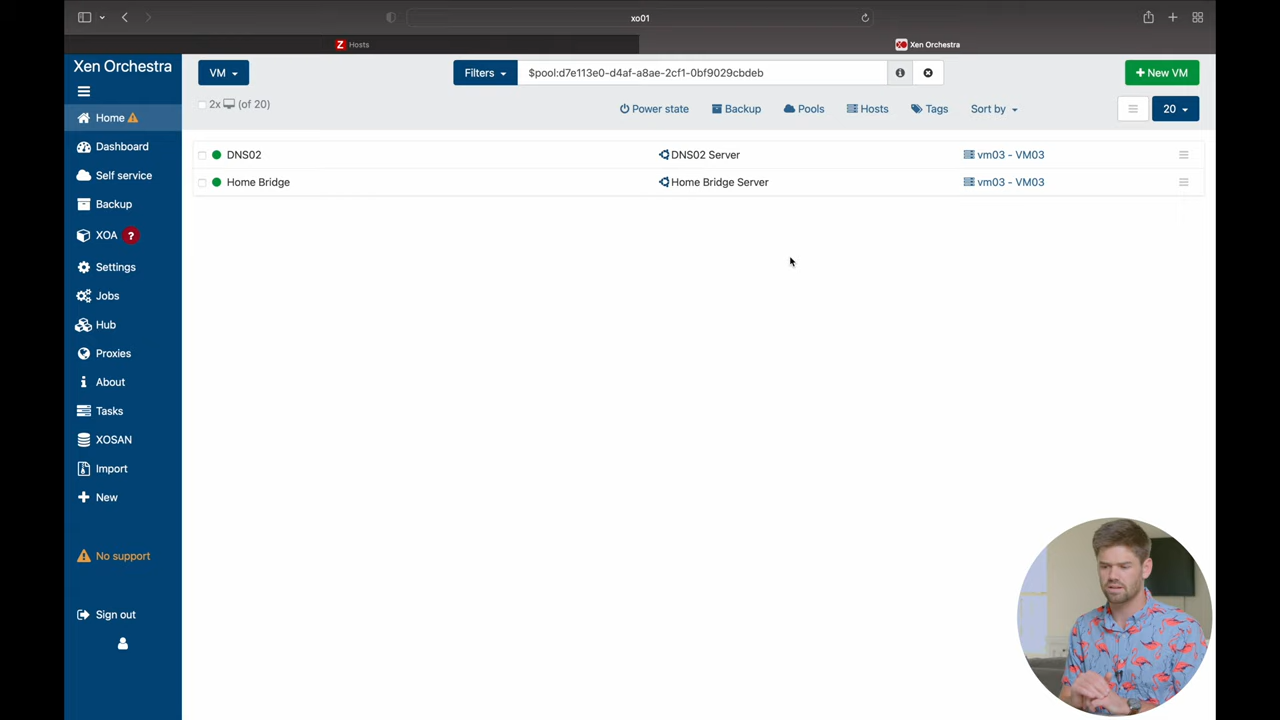 xo01
Z Hosts
Xen Orchestra
Xen Orchestra
VM
Filters
$pool:d7e113e0-d4af-a8ae-2cf1-0bf9029cbdeb
New VM
2x (of 20)
Power state
Backup
Pools
Hosts
Tags
Sort by
20
Home
Dashboard
Self service
Backup
XOA ?
Settings
Jobs
Hub
Proxies
About
Tasks
XOSAN
Import
New
No support
Sign out
DNS02 DNS02 Server vm03 - VM03
Home Bridge Home Bridge Server vm03 - VM03